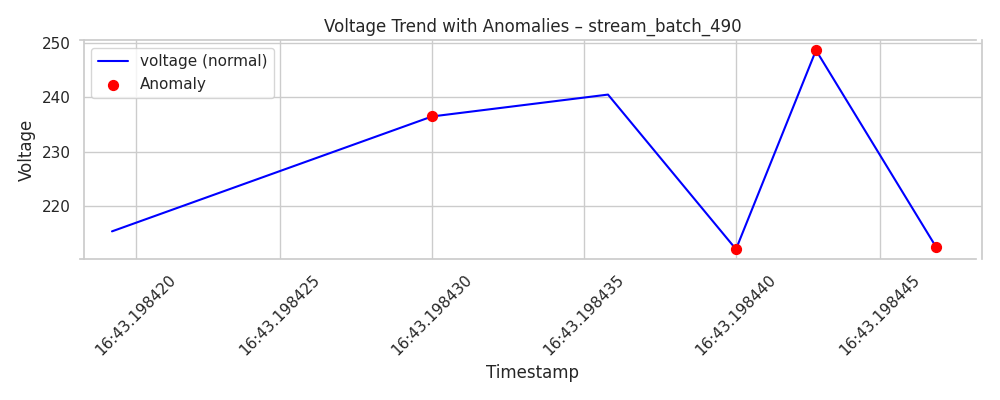 Voltage Trend with Anomalies – stream_batch_490
voltage (normal)
Anomaly
Voltage
250
240
230
220
16:43.198420
16:43.198425
16:43.198430
16:43.198435
16:43.198440
16:43.198445
Timestamp